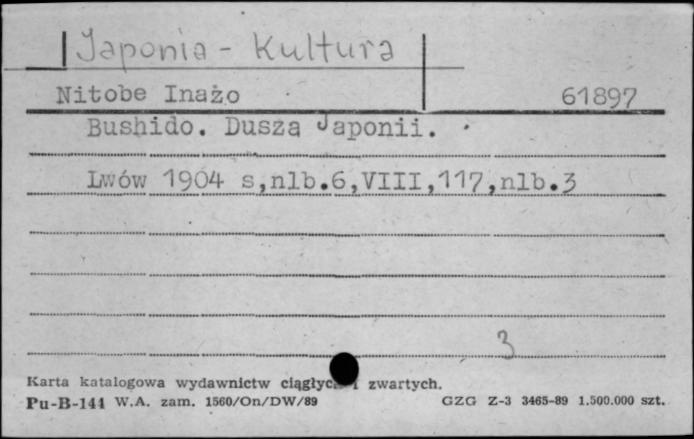 Japonia - Kultura
Nitobe Inażo 61897
Bushido. Dusza Japonii.
Lwów 1904 s,nlb.6,VIII,117,nlb.3
3
Karta katalogowa wydawnictw ciągłych i zwartych.
Pu-B-144 W.A. zam. 1560/On/DW/89 GZG Z-3 3465-89 1.500.000 szt.